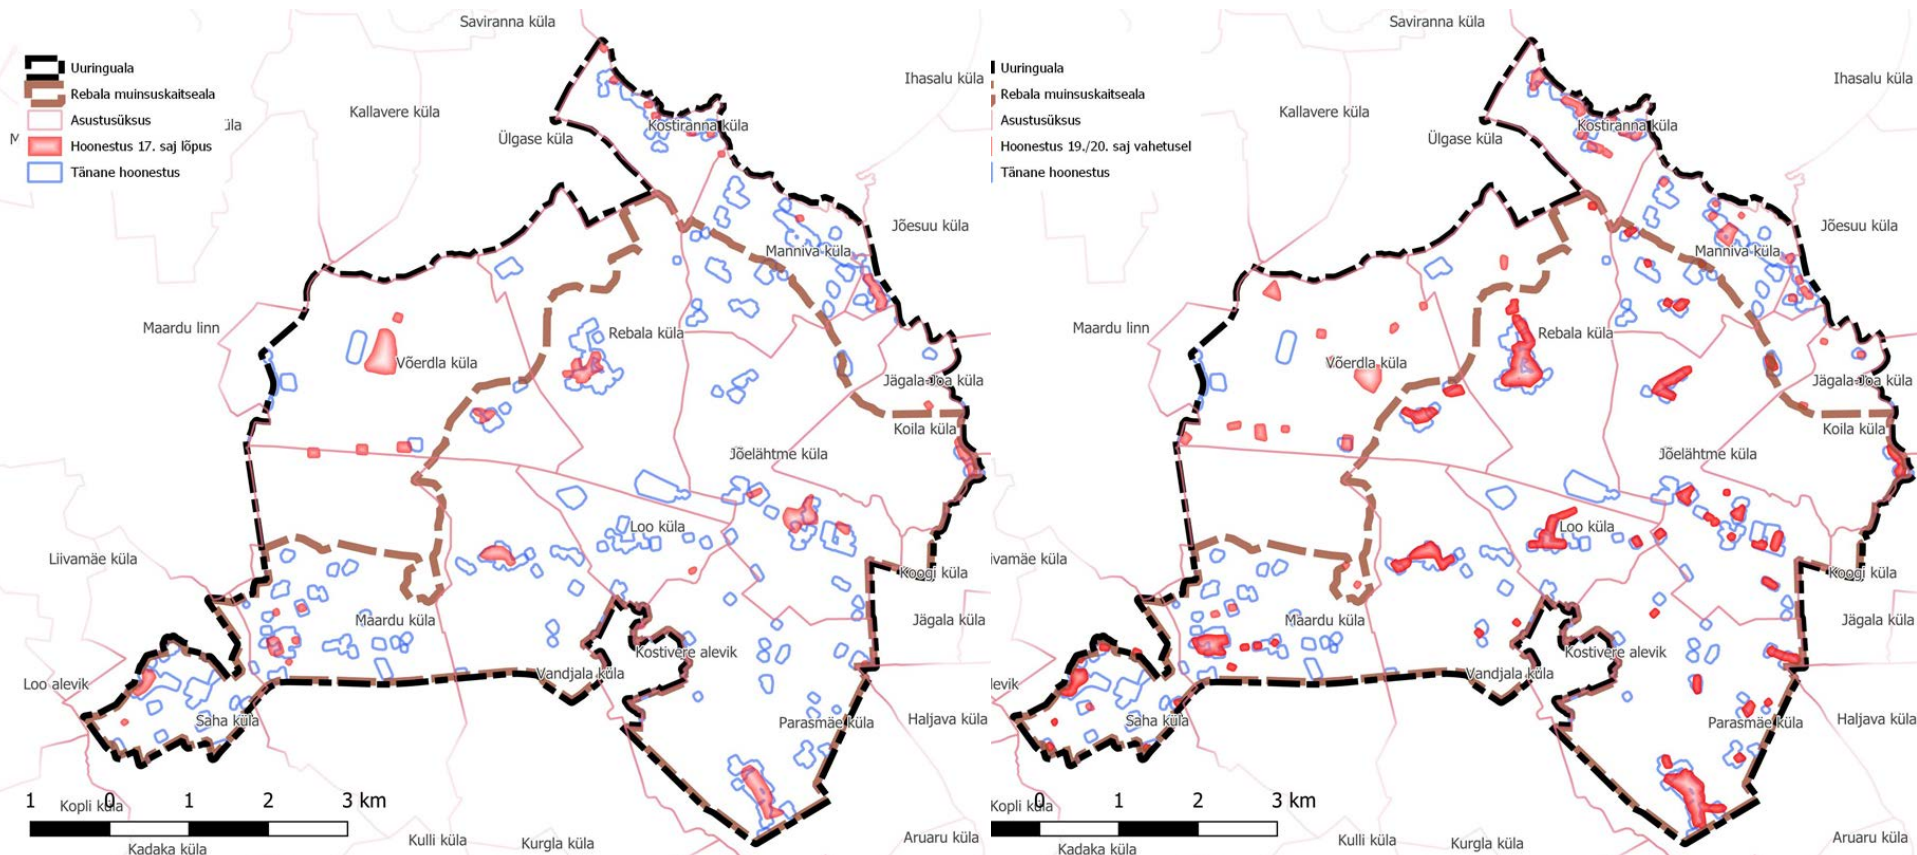 Saviranna küla
Uuringuala
Rebala muinsuskaitseala
Asustusüksus
Hoonestus 17. saj lõpus
Tänane hoonestus
M
üla
Kallavere küla
Ihasalu küla
Ülgase küla
Kostiranna küla
Jõesuu küla
Manniva küla
Maardu linn
Rebala küla
Võerdla küla
Jägala-Joa küla
Koila küla
Jõelähtme küla
Loo küla
Liivamäe küla
Koogi küla
Maardu küla
Jägala küla
Kostivere alevik
Vandjala küla
Loo alevik
Saha küla
Parasmäe küla
Haljava küla
1 0 1 2 3 km
Kopli küla
Kadaka küla
Kulli küla
Kurgla küla
Aruaru küla
Saviranna küla
Uuringuala
Rebala muinsuskaitseala
Asustusüksus
Hoonestus 19./20. saj vahetusel
Tänane hoonestus
Kallavere küla
Ihasalu küla
Ülgase küla
Kostiranna küla
Jõesuu küla
Manniva küla
Maardu linn
Rebala küla
Võerdla küla
Jägala-Joa küla
Koila küla
Jõelähtme küla
Loo küla
ivamäe küla
Koogi küla
Maardu küla
Jägala küla
Kostivere alevik
Vandjala küla
levik
Saha küla
Parasmäe küla
Haljava küla
0 1 2 3 km
Kopli küla
Kadaka küla
Kulli küla
Kurgla küla
Aruaru küla